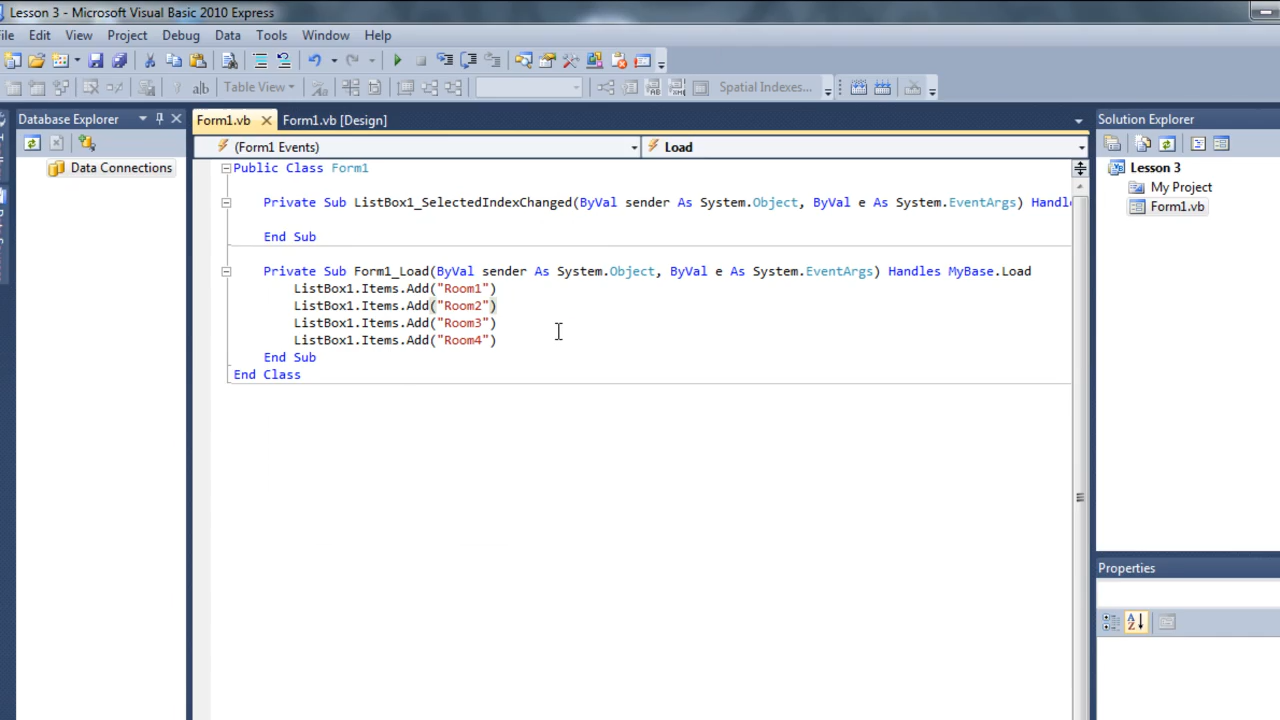 Lesson 3 - Microsoft Visual Basic 2010 Express
File Edit View Project Debug Data Tools Window Help
Table View Spatial Indexes...
Database Explorer
Data Connections
Form1.vb Form1.vb [Design]
(Form1 Events) Load
Public Class Form1
Private Sub ListBox1_SelectedIndexChanged(ByVal sender As System.Object, ByVal e As System.EventArgs) Handl
End Sub
Private Sub Form1_Load(ByVal sender As System.Object, ByVal e As System.EventArgs) Handles MyBase.Load
ListBox1.Items.Add("Room1")
ListBox1.Items.Add("Room2")
ListBox1.Items.Add("Room3")
ListBox1.Items.Add("Room4")
End Sub
End Class
Solution Explorer
Lesson 3
My Project
Form1.vb
Properties